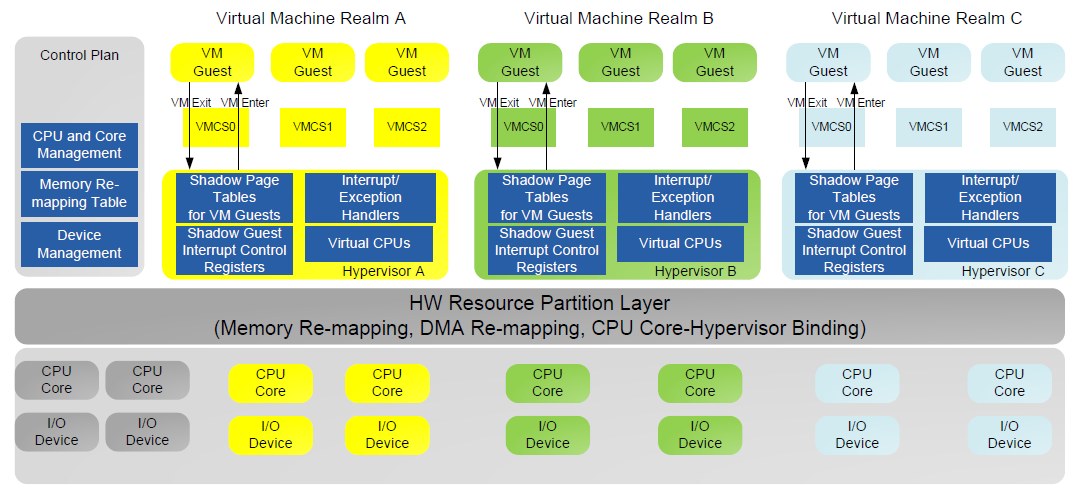 Virtual Machine Realm A
Virtual Machine Realm B
Virtual Machine Realm C
Control Plan
CPU and Core
Management
Memory Re-
mapping Table
Device
Management
VM
Guest
VM
Guest
VM
Guest
VM Exit
VM Enter
VMCS0
VMCS1
VMCS2
Shadow Page
Tables
for VM Guests
Interrupt/
Exception
Handlers
Shadow Guest
Interrupt Control
Registers
Virtual CPUs
Hypervisor A
VM
Guest
VM
Guest
VM
Guest
VM Exit
VM Enter
VMCS0
VMCS1
VMCS2
Shadow Page
Tables
for VM Guests
Interrupt/
Exception
Handlers
Shadow Guest
Interrupt Control
Registers
Virtual CPUs
Hypervisor B
VM
Guest
VM
Guest
VM
Guest
VM Exit
VM Enter
VMCS0
VMCS1
VMCS2
Shadow Page
Tables
for VM Guests
Interrupt/
Exception
Handlers
Shadow Guest
Interrupt Control
Registers
Virtual CPUs
Hypervisor C
HW Resource Partition Layer
(Memory Re-mapping, DMA Re-mapping, CPU Core-Hypervisor Binding)
CPU
Core
CPU
Core
CPU
Core
CPU
Core
CPU
Core
CPU
Core
CPU
Core
CPU
Core
I/O
Device
I/O
Device
I/O
Device
I/O
Device
I/O
Device
I/O
Device
I/O
Device
I/O
Device